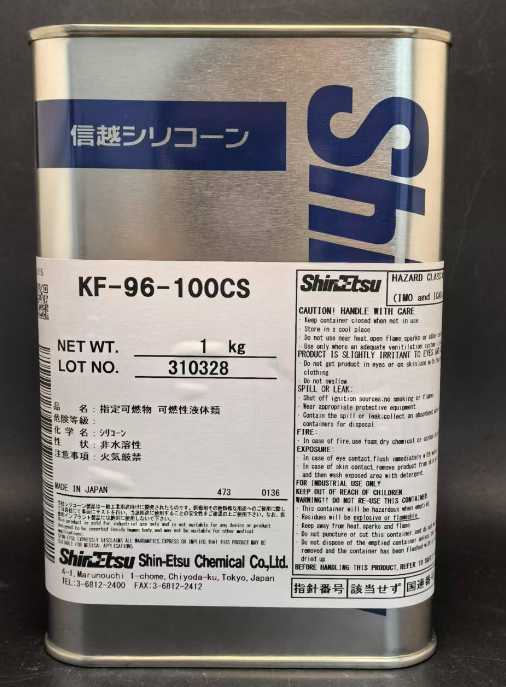 信越シリコーン
Shi
KF-96-100CS
NET WT. 1 kg
LOT NO. 310328
品 名:指定可燃物 可燃性液体類
危険等級:
化 学 名:シリコーン
性 状:非水溶性
注意事項:火気厳禁
MADE IN JAPAN 473 0136
ShinEtsu Shin-Etsu Chemical Co.,Ltd.
4-1, Marunouchi 1-chome, Chiyoda-ku, Tokyo, Japan
TEL:3-6812-2400 FAX:3-6812-2412
ShinEtsu
HAZARD CLASS
(IMO and
CAUTION! HANDLE WITH CARE
Keep container closed when not in use
Store in a cool place
Do not use near heat, open flame, sparks or other
Use only where an adequate ventilation system
PRODUCT IS SLIGHTLY IRRITANT TO EYES
Do not get product in eyes or on skin
clothing
Do not swallow
SPILL OR LEAK:
Shut off ignition sources; no smoking or flames
Wear appropriate protective equipment.
Contain the spill or leak; collect an absorbent
containers for disposal.
FIRE:
In case of fire, use foam, dry chemical or carbon
EXPOSURE:
In case of eye contact, flush immediately with
In case of skin contact, remove product from
and then wash exposed area with detergent.
FOR INDUSTRIAL USE ONLY
KEEP OUT OF REACH OF CHILDREN
WARNING! DO NOT RE-USE THIS CONTAINER
This container will be hazardous when emptied
Residues will be explosive or flammable.
Keep away from heat, sparks and flame.
Do not puncture or cut this container, and do not
Do not dispose of the emptied container unless
removed and the container has been flushed with
dried up
BEFORE HANDLING THIS PRODUCT, REFER TO
指針番号 該当せず 国連番